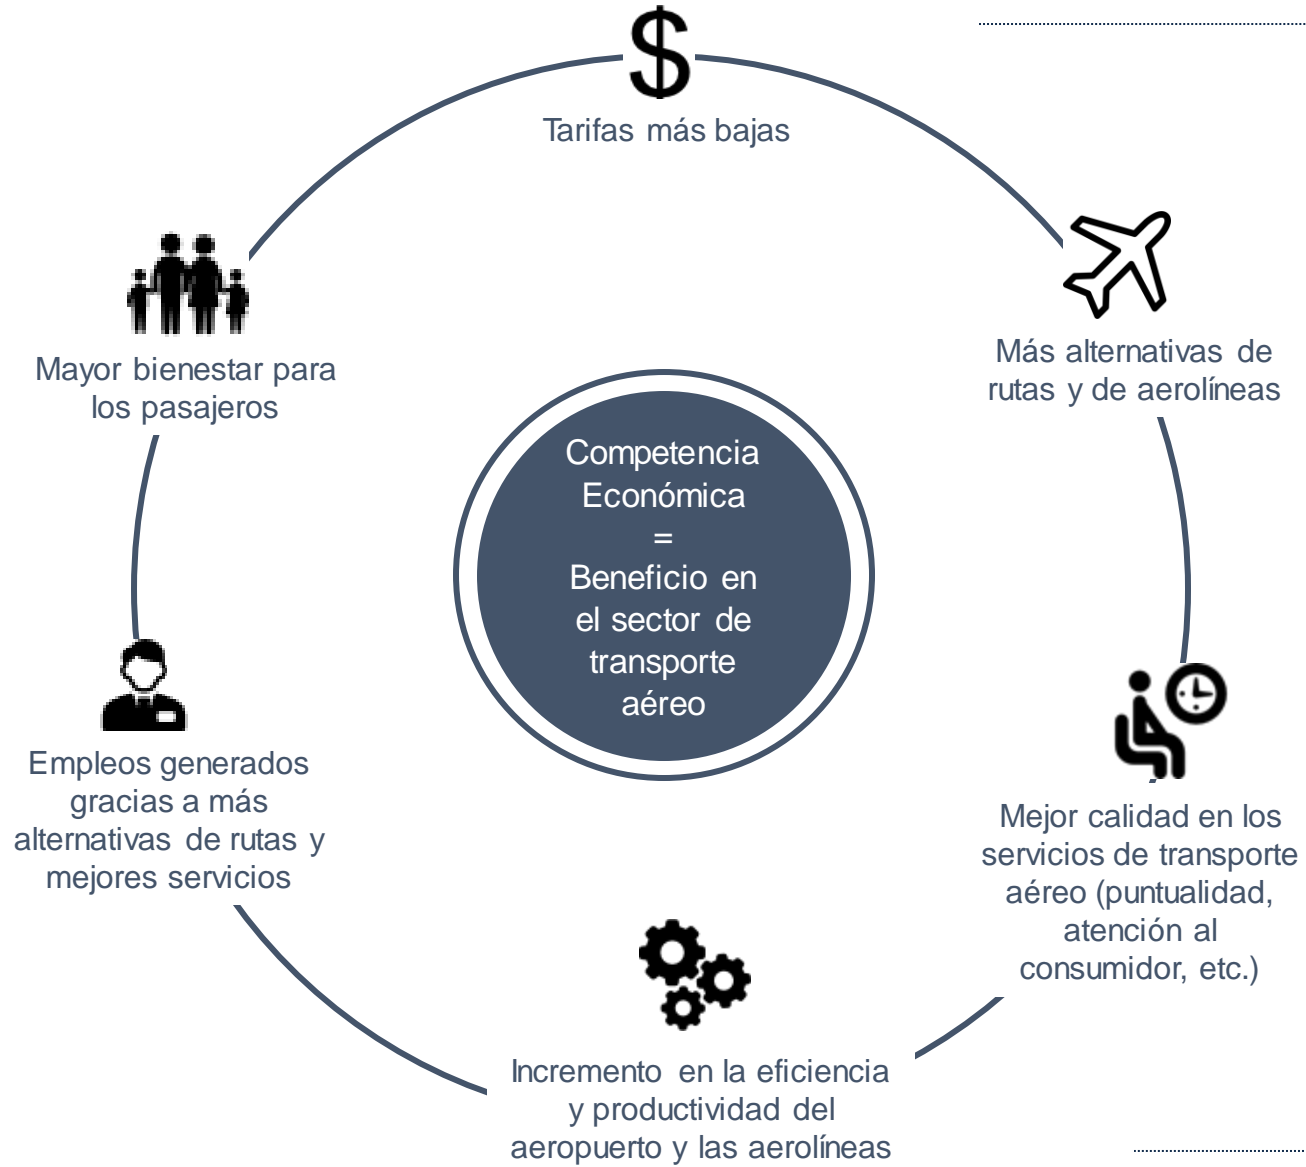 $
Tarifas más bajas
Más alternativas de
rutas y de aerolíneas
Mejor calidad en los
servicios de transporte
aéreo (puntualidad,
atención al
consumidor, etc.)
Incremento en la eficiencia
y productividad del
aeropuerto y las aerolíneas
Empleos generados
gracias a más
alternativas de rutas y
mejores servicios
Mayor bienestar para
los pasajeros
Competencia
Económica
=
Beneficio en
el sector de
transporte
aéreo